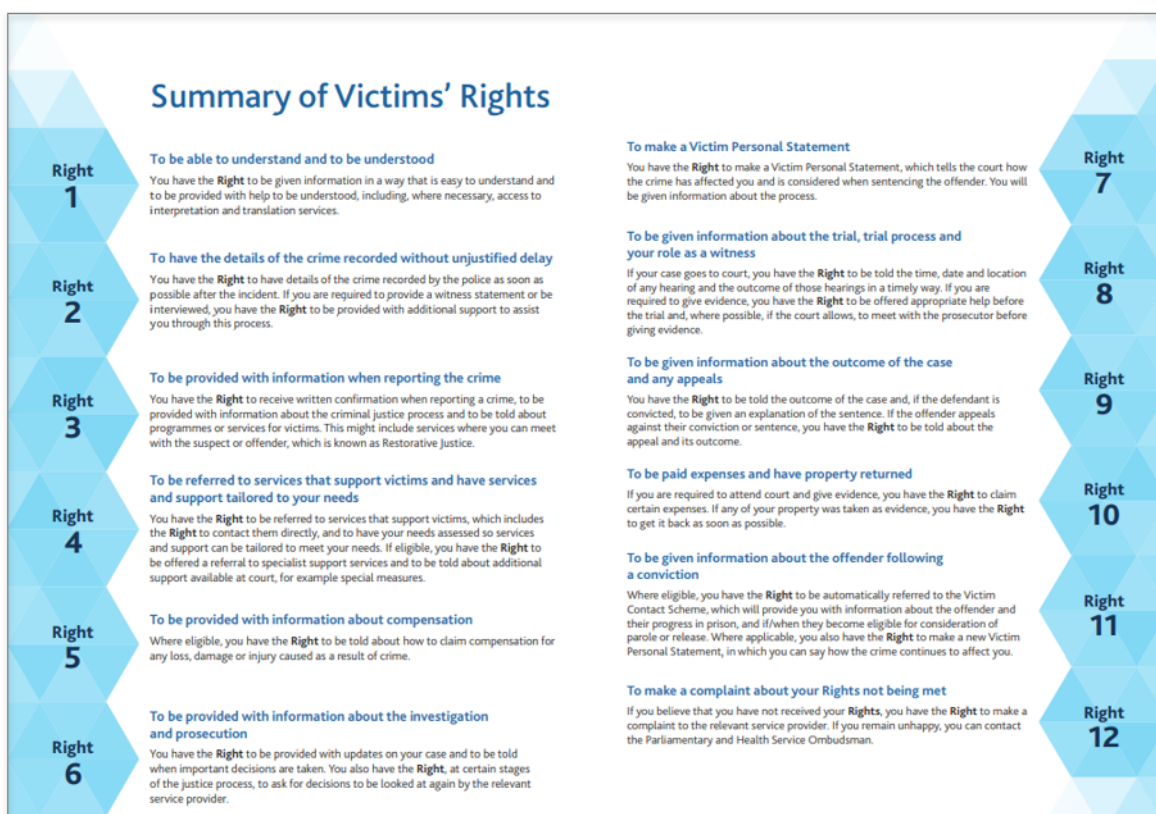 Summary of Victims' Rights
Right
1
To be able to understand and to be understood
You have the Right to be given information in a way that is easy to understand and
to be provided with help to be understood, including, where necessary, access to
interpretation and translation services.
Right
2
To have the details of the crime recorded without unjustified delay
You have the Right to have details of the crime recorded by the police as soon as
possible after the incident. If you are required to provide a witness statement or be
interviewed, you have the Right to be provided with additional support to assist
you through this process.
Right
3
To be provided with information when reporting the crime
You have the Right to receive written confirmation when reporting a crime, to be
provided with information about the criminal justice process and to be told about
programmes or services for victims. This might include services where you can meet
with the suspect or offender, which is known as Restorative Justice.
Right
4
To be referred to services that support victims and have services
and support tailored to your needs
You have the Right to be referred to services that support victims, which includes
the Right to contact them directly, and to have your needs assessed so services
and support can be tailored to meet your needs. If eligible, you have the Right to
be offered a referral to specialist support services and to be told about additional
support available at court, for example special measures.
Right
5
To be provided with information about compensation
Where eligible, you have the Right to be told about how to claim compensation for
any loss, damage or injury caused as a result of crime.
Right
6
To be provided with information about the investigation
and prosecution
You have the Right to be provided with updates on your case and to be told
when important decisions are taken. You also have the Right, at certain stages
of the justice process, to ask for decisions to be looked at again by the relevant
service provider.
Right
7
To make a Victim Personal Statement
You have the Right to make a Victim Personal Statement, which tells the court how
the crime has affected you and is considered when sentencing the offender. You will
be given information about the process.
Right
8
To be given information about the trial, trial process and
your role as a witness
If your case goes to court, you have the Right to be told the time, date and location
of any hearing and the outcome of those hearings in a timely way. If you are
required to give evidence, you have the Right to be offered appropriate help before
the trial and, where possible, if the court allows, to meet with the prosecutor before
giving evidence.
Right
9
To be given information about the outcome of the case
and any appeals
You have the Right to be told the outcome of the case and, if the defendant is
convicted, to be given an explanation of the sentence. If the offender appeals
against their conviction or sentence, you have the Right to be told about the
appeal and its outcome.
Right
10
To be paid expenses and have property returned
If you are required to attend court and give evidence, you have the Right to claim
certain expenses. If any of your property was taken as evidence, you have the Right
to get it back as soon as possible.
Right
11
To be given information about the offender following
a conviction
Where eligible, you have the Right to be automatically referred to the Victim
Contact Scheme, which will provide you with information about the offender and
their progress in prison, and if/when they become eligible for consideration of
parole or release. Where applicable, you also have the Right to make a new Victim
Personal Statement, in which you can say how the crime continues to affect you.
Right
12
To make a complaint about your Rights not being met
If you believe that you have not received your Rights, you have the Right to make a
complaint to the relevant service provider. If you remain unhappy, you can contact
the Parliamentary and Health Service Ombudsman.